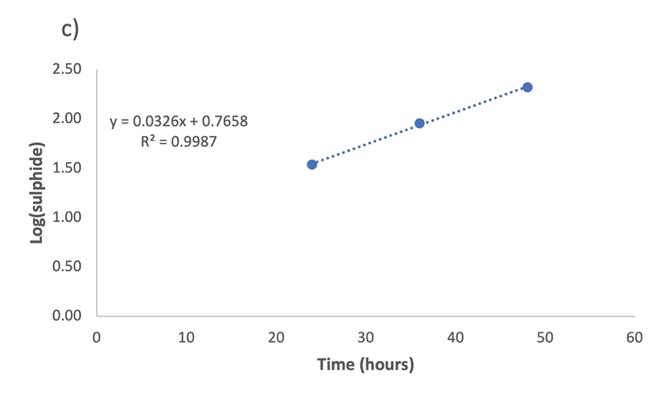 c)
2.50
2.00
1.50
1.00
0.50
0.00
Log(sulphide)
y = 0.0326x + 0.7658
R² = 0.9987
0 10 20 30 40 50 60
Time (hours)